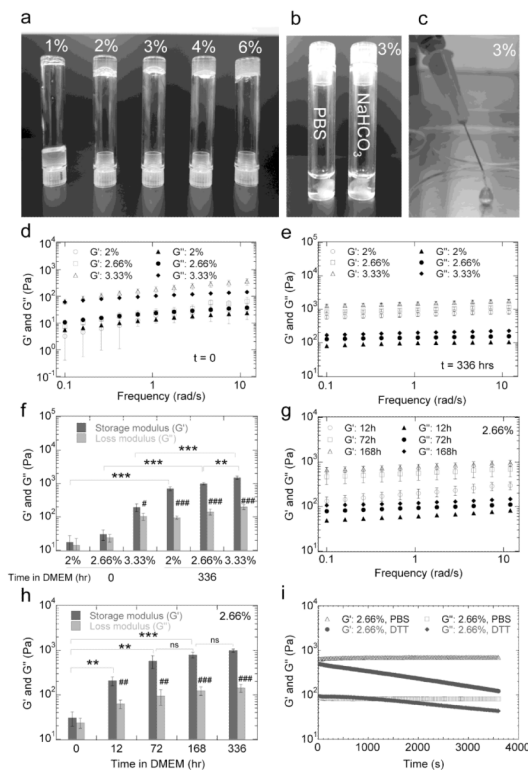 a
1%
2%
3%
4%
6%
b
3%
PBS
NaHCO3
c
3%
d
G': 2%
G'': 2%
G': 2.66%
G'': 2.66%
G': 3.33%
G'': 3.33%
10^4
10^3
10^2
10^1
10^0
10^-1
G' and G'' (Pa)
t = 0
0.1
1
10
Frequency (rad/s)
e
G': 2%
G'': 2%
G': 2.66%
G'': 2.66%
G': 3.33%
G'': 3.33%
10^5
10^4
10^3
10^2
10^1
G' and G'' (Pa)
t = 336 hrs
0.1
1
10
Frequency (rad/s)
f
Storage modulus (G')
Loss modulus (G'')
***
***
**
***
#
###
###
###
10^4
10^3
10^2
10^1
G' and G'' (Pa)
2%
2.66%
3.33%
2%
2.66%
3.33%
Time in DMEM (hr)
0
336
g
G': 12h
G'': 12h
G': 72h
G'': 72h
G': 168h
G'': 168h
2.66%
10^5
10^4
10^3
10^2
10^1
G' and G'' (Pa)
0.1
1
10
Frequency (rad/s)
h
Storage modulus (G')
Loss modulus (G'')
2.66%
***
**
ns
ns
**
##
##
###
###
10^4
10^3
10^2
10^1
G' and G'' (Pa)
0
12
72
168
336
Time in DMEM (hr)
i
G': 2.66%, PBS
G'': 2.66%, PBS
G': 2.66%, DTT
G'': 2.66%, DTT
10^4
10^3
10^2
10^1
G' and G'' (Pa)
0
1000
2000
3000
4000
Time (s)